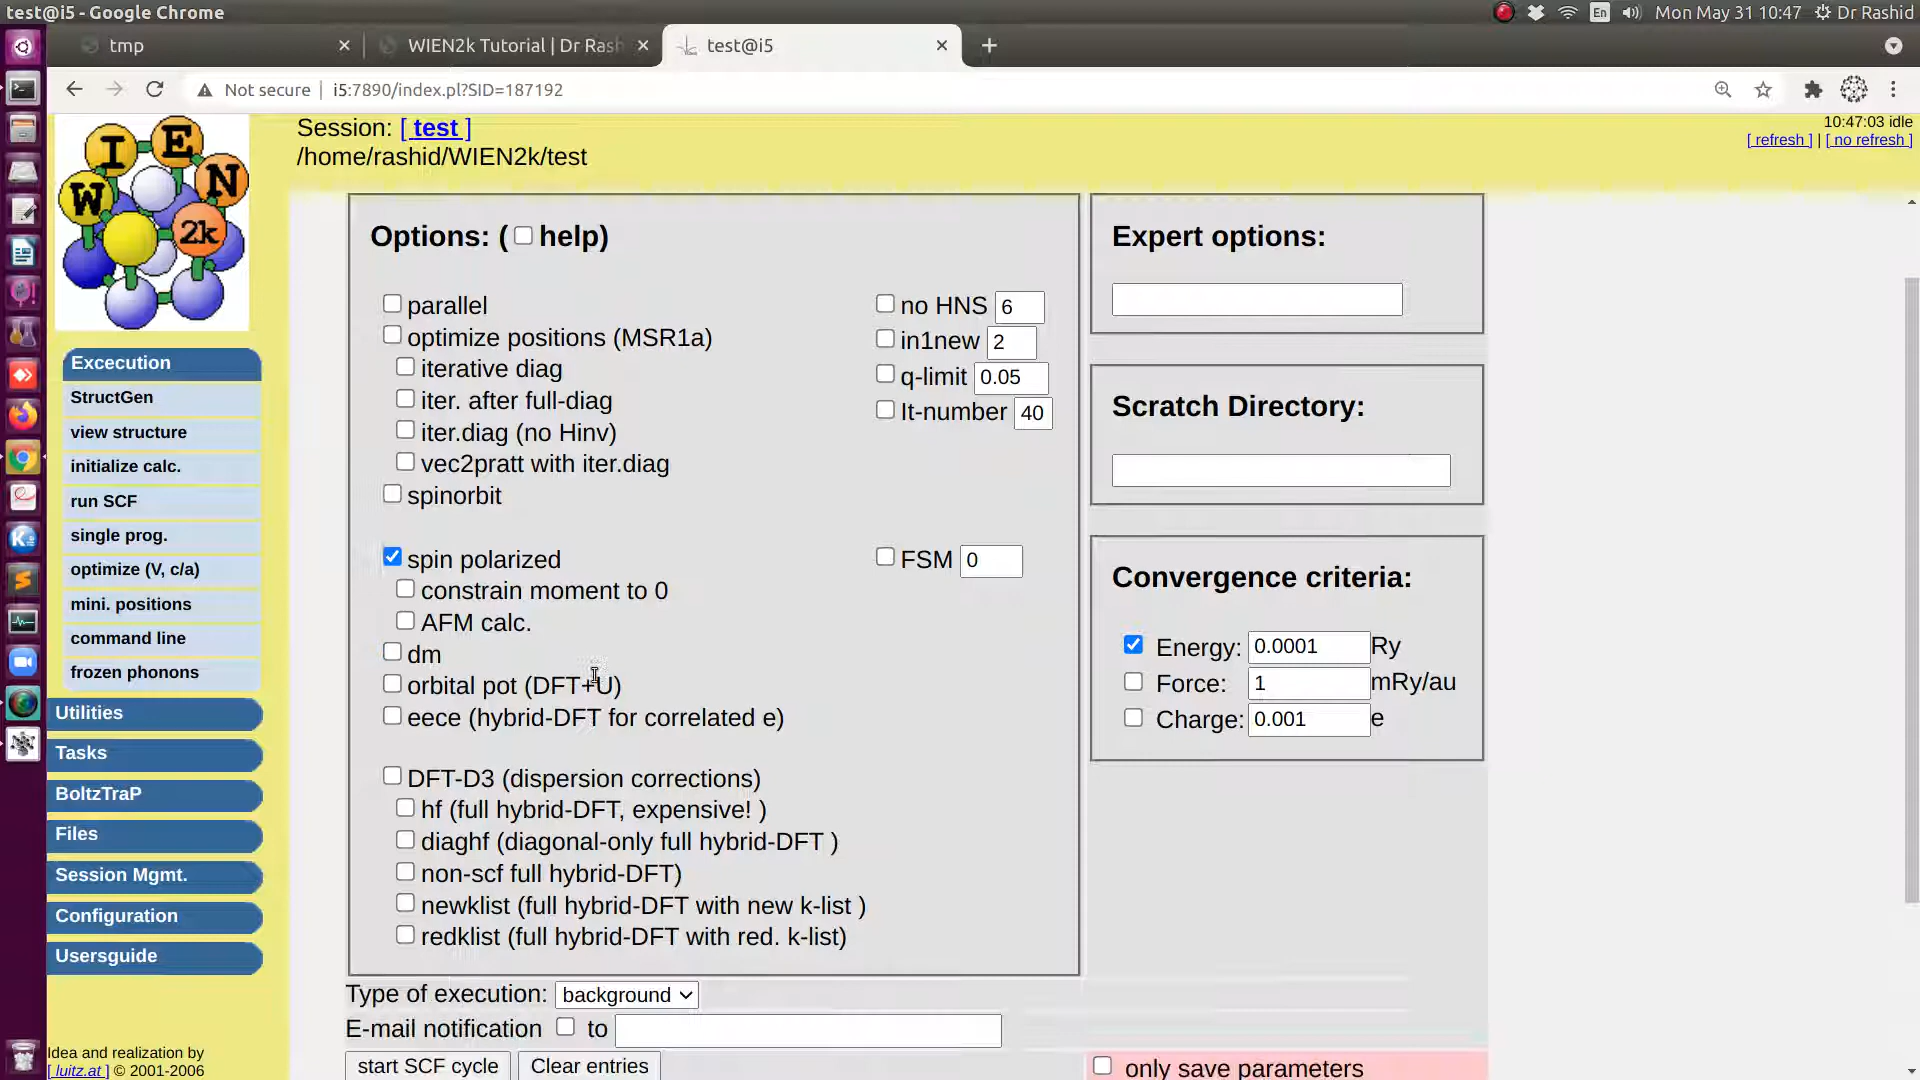 test@i5 - Google Chrome
En Mon May 31 10:47 Dr Rashid
tmp
WIEN2k Tutorial | Dr Rash
test@i5
Not secure | i5:7890/index.pl?SID=187192
W I E N 2k
Session: [ test ]
/home/rashid/WIEN2k/test
10:47:03 idle
[ refresh ] | [ no refresh ]
Excecution
StructGen
view structure
initialize calc.
run SCF
single prog.
optimize (V, c/a)
mini. positions
command line
frozen phonons
Utilities
Tasks
BoltzTraP
Files
Session Mgmt.
Configuration
Usersguide
Idea and realization by
[ luitz.at ] © 2001-2006
Options: ( help)
parallel
optimize positions (MSR1a)
iterative diag
iter. after full-diag
iter.diag (no Hinv)
vec2pratt with iter.diag
spinorbit
no HNS 6
in1new 2
q-limit 0.05
It-number 40
spin polarized
FSM 0
constrain moment to 0
AFM calc.
dm
orbital pot (DFT+U)
eece (hybrid-DFT for correlated e)
DFT-D3 (dispersion corrections)
hf (full hybrid-DFT, expensive! )
diaghf (diagonal-only full hybrid-DFT )
non-scf full hybrid-DFT)
newklist (full hybrid-DFT with new k-list )
redklist (full hybrid-DFT with red. k-list)
Expert options:
Scratch Directory:
Convergence criteria:
Energy: 0.0001 Ry
Force: 1 mRy/au
Charge: 0.001 e
Type of execution: background
E-mail notification to
start SCF cycle
Clear entries
only save parameters